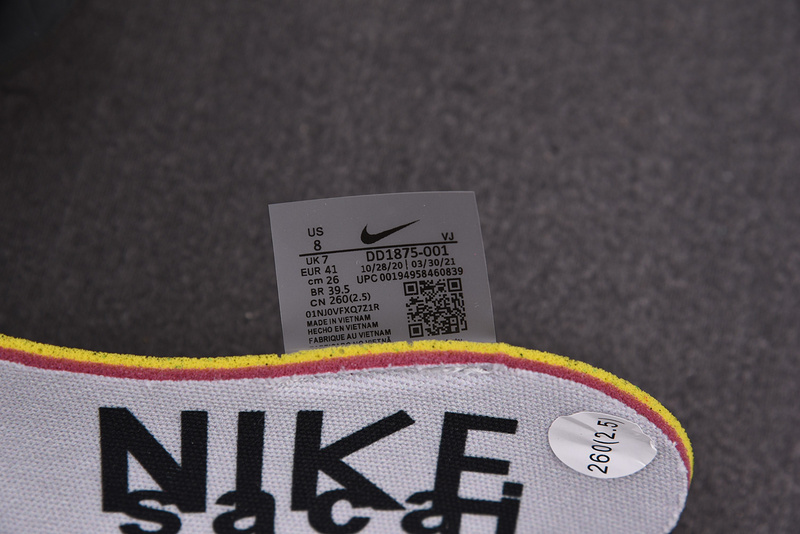 US
8
VJ
UK 7
DD1875-001
EUR 41
10/28/20 | 03/30/21
cm 26
UPC 00194958460839
BR 39.5
CN 260(2.5)
01NJ0VFXQ7Z1R
MADE IN VIETNAM
HECHO EN VIETNAM
FABRIQUE AU VIETNAM
FABRICADO NO VIETNÃ
NIKE
sacai
260(2.5)